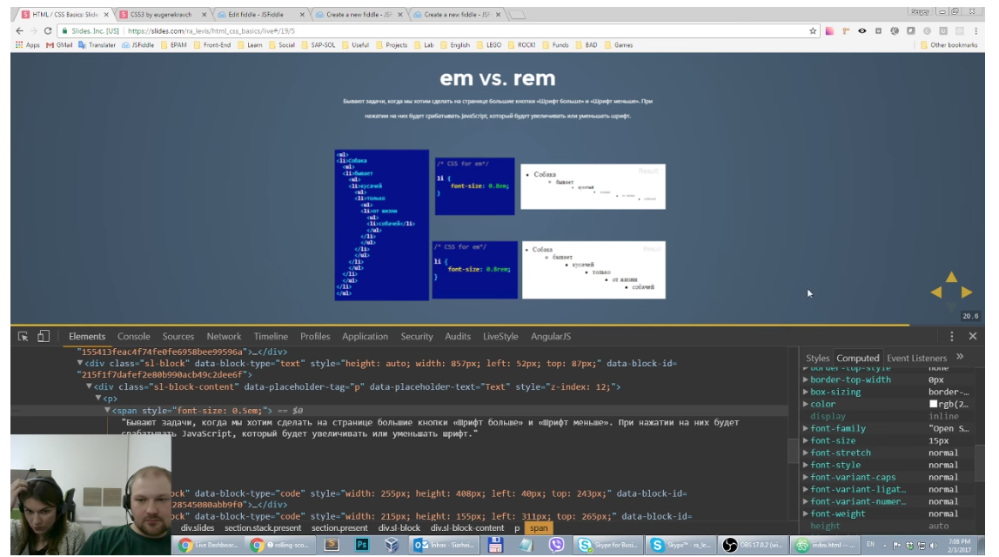 HTML / CSS Basics: Slide
CSS3 by eugenekravch
Edit fiddle - JSFiddle
Create a new fiddle - JSF
Create a new fiddle - JSF
Slides, Inc. [US] | https://slides.com/ra_levis/html_css_basics/live#/19/5
Apps GMail Translater JSFiddle EPAM Front-End Learn Social SAP-SOL Useful Projects Lab English LEGO ROCK! Funds BAD Games Other bookmarks
em vs. rem
Бывают задачи, когда мы хотим сделать на странице большие кнопки «Шрифт больше» и «Шрифт меньше». При
нажатии на них будет срабатывать JavaScript, который будет увеличивать или уменьшать шрифт.
<ul>
<li>Собака
<ul>
<li>бывает
<ul>
<li>кусачей
<ul>
<li>только
<ul>
<li>от жизни
<ul>
<li>собачей</li>
</ul>
</li>
</ul>
</li>
</ul>
</li>
</ul>
</li>
</ul>
</li>
</ul>
/* CSS for em*/
li {
font-size: 0.8em;
}
Result
Собака
бывает
кусачей
только
от жизни
собачей
/* CSS for em*/
li {
font-size: 0.8rem;
}
Result
Собака
бывает
кусачей
только
от жизни
собачей
20.6
Elements Console Sources Network Timeline Profiles Application Security Audits LiveStyle AngularJS
"155413feac4f74fe0fe6958bee99596a">…</div>
<div class="sl-block" data-block-type="text" style="height: auto; width: 857px; left: 52px; top: 87px;" data-block-id=
"215f1f7dafef2e80b990acb49c2dee6f">
<div class="sl-block-content" data-placeholder-tag="p" data-placeholder-text="Text" style="z-index: 12;">
<p>
<span style="font-size: 0.5em;"> == $0
"Бывают задачи, когда мы хотим сделать на странице большие кнопки «Шрифт больше» и «Шрифт меньше». При нажатии на них будет
срабатывать JavaScript, который будет увеличивать или уменьшать шрифт."
ock" data-block-type="code" style="width: 255px; height: 408px; left: 40px; top: 243px;" data-block-id=
28545080abb9f0">…</div>
ock" data-block-type="code" style="width: 215px; height: 155px; left: 311px; top: 265px;" data-block-id=
div.slides section.stack.present section.present div.sl-block div.sl-block-content p span
Styles Computed Event Listeners »
border-top-style none
border-top-width 0px
box-sizing border-…
color rgb(2…
display inline
font-family "Open S…
font-size 15px
font-stretch normal
font-style normal
font-variant-caps normal
font-variant-ligat… normal
font-variant-numer… normal
font-weight normal
height auto
Live Dashboar...
rolling-sco...
Ps
Inbox - Siarhei...
Skype for Busi...
Skype™ - ra_le...
OBS 17.0.2 (wi...
index.html — ...
EN
7:08 PM
2/3/2017